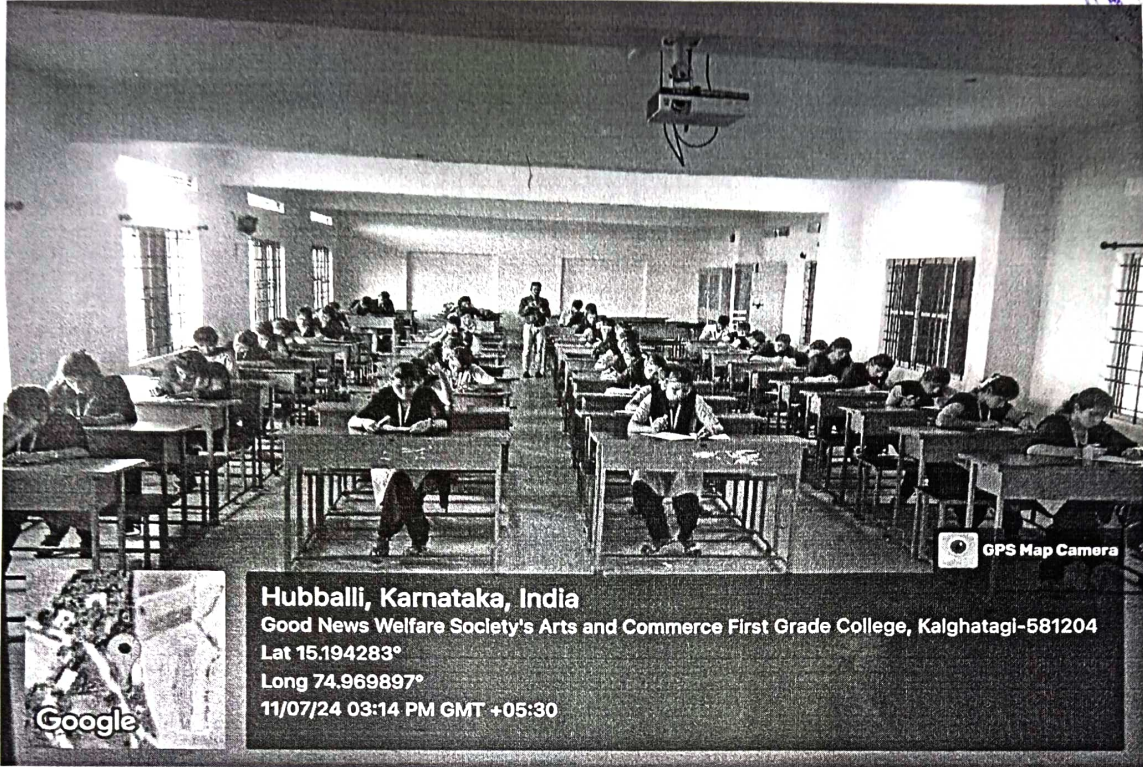 GPS Map Camera
Hubballi, Karnataka, India
Good News Welfare Society's Arts and Commerce First Grade College, Kalghatagi-581204
Lat 15.194283°
Long 74.969897°
11/07/24 03:14 PM GMT +05:30
Google